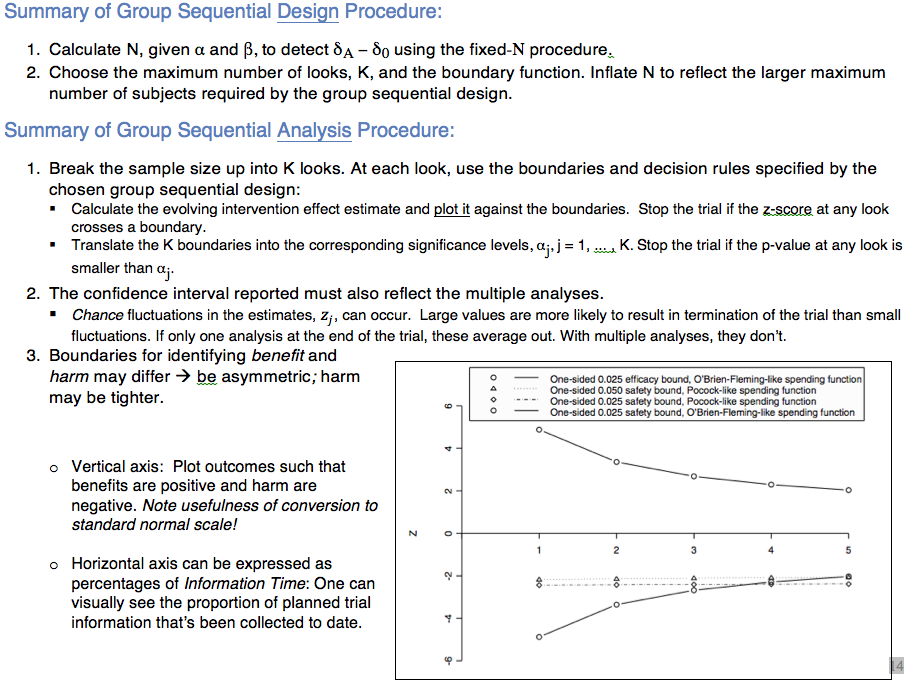 Summary of Group Sequential Design Procedure:
1. Calculate N, given α and β, to detect δA – δ0 using the fixed-N procedure.
2. Choose the maximum number of looks, K, and the boundary function. Inflate N to reflect the larger maximum
number of subjects required by the group sequential design.
Summary of Group Sequential Analysis Procedure:
1. Break the sample size up into K looks. At each look, use the boundaries and decision rules specified by the
chosen group sequential design:
▪ Calculate the evolving intervention effect estimate and plot it against the boundaries. Stop the trial if the z-score at any look
crosses a boundary.
▪ Translate the K boundaries into the corresponding significance levels, αj, j = 1, …., K. Stop the trial if the p-value at any look is
smaller than αj.
2. The confidence interval reported must also reflect the multiple analyses.
▪ Chance fluctuations in the estimates, zj, can occur. Large values are more likely to result in termination of the trial than small
fluctuations. If only one analysis at the end of the trial, these average out. With multiple analyses, they don't.
3. Boundaries for identifying benefit and
harm may differ → be asymmetric; harm
may be tighter.
o Vertical axis: Plot outcomes such that
benefits are positive and harm are
negative. Note usefulness of conversion to
standard normal scale!
o Horizontal axis can be expressed as
percentages of Information Time: One can
visually see the proportion of planned trial
information that's been collected to date.
One-sided 0.025 efficacy bound, O'Brien-Fleming-like spending function
One-sided 0.050 safety bound, Pocock-like spending function
One-sided 0.025 safety bound, Pocock-like spending function
One-sided 0.025 safety bound, O'Brien-Fleming-like spending function
6
4
2
0
-2
-4
-6
Z
1 2 3 4 5
14